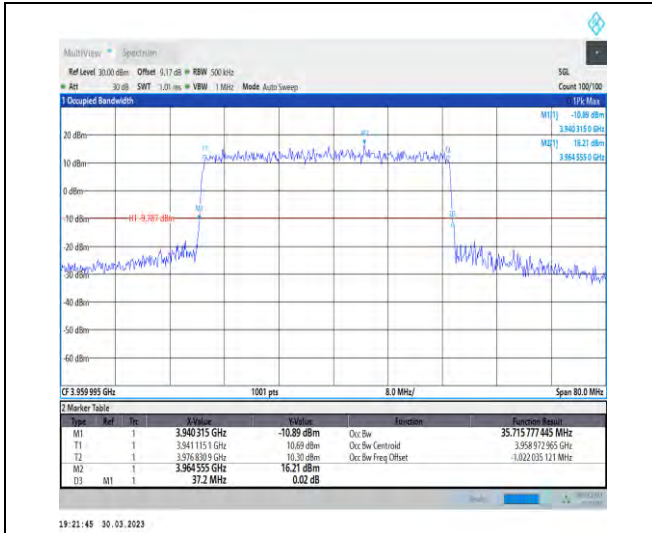 MultiView Spectrum
Ref Level 30.00 dBm Offset 9.17 dB RBW 500 kHz SGL
Att 30 dB SWT 1.01 ms VBW 1 MHz Mode Auto Sweep Count 100/100
1 Occupied Bandwidth 1Pk Max
M1[1] -10.89 dBm
3.940315 0 GHz
M2[1] 16.21 dBm
3.964 555 0 GHz
20 dBm
M2
T1
10 dBm
0 dBm
M1
-10 dBm H1 -9.787 dBm
D3
-20 dBm
-30 dBm
-40 dBm
-50 dBm
-60 dBm
CF 3.959 995 GHz 1001 pts 8.0 MHz/ Span 80.0 MHz
2 Marker Table
Type Ref Trc X-Value Y-Value Function Function Result
M1 1 3.940315 GHz -10.89 dBm Occ Bw 35.715 777 445 MHz
T1 1 3.941 115 1 GHz 10.69 dBm Occ Bw Centroid 3.958 972 965 GHz
T2 1 3.976 830 9 GHz 10.30 dBm Occ Bw Freq Offset -1.022 035 121 MHz
M2 1 3.964 555 GHz 16.21 dBm
D3 M1 1 37.2 MHz 0.02 dB
19:21:45 30.03.2023